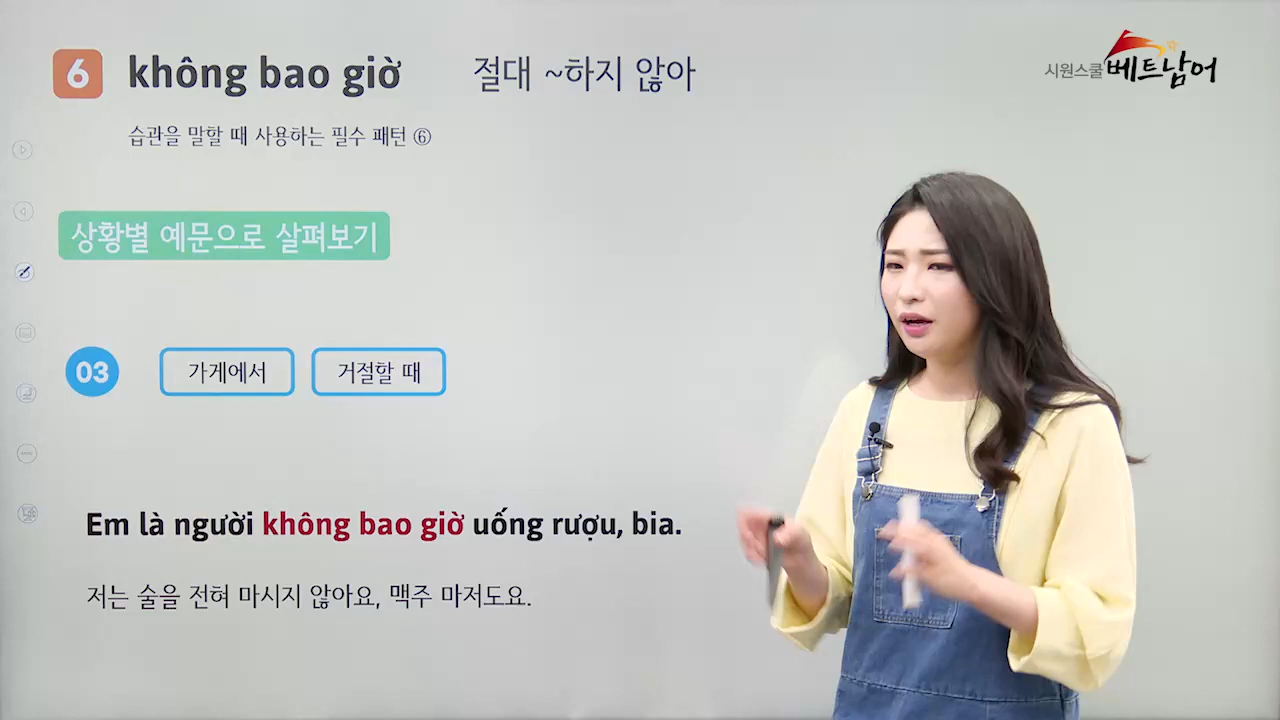 6 không bao giờ 절대 ~하지 않아
시원스쿨 베트남어
습관을 말할 때 사용하는 필수 패턴 ⑥
상황별 예문으로 살펴보기
03 가게에서 거절할 때
Em là người không bao giờ uống rượu, bia.
저는 술을 전혀 마시지 않아요, 맥주 마저도요.